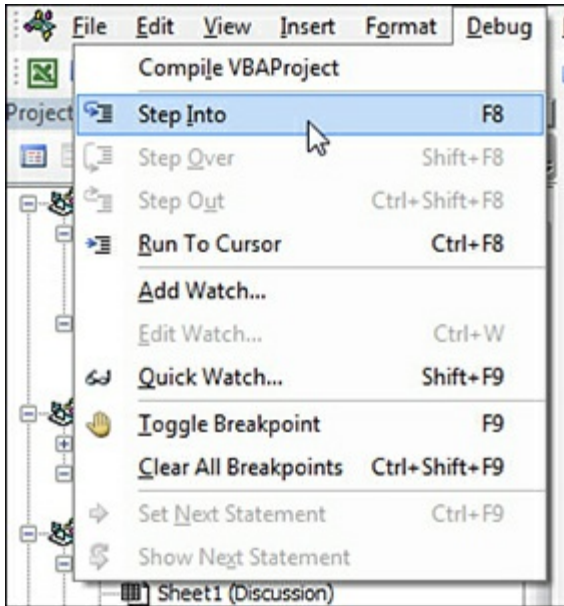 File Edit View Insert Format Debug
Compile VBAProject
Project
Step Into F8
Step Over Shift+F8
Step Out Ctrl+Shift+F8
Run To Cursor Ctrl+F8
Add Watch...
Edit Watch... Ctrl+W
Quick Watch... Shift+F9
Toggle Breakpoint F9
Clear All Breakpoints Ctrl+Shift+F9
Set Next Statement Ctrl+F9
Show Next Statement
Sheet1 (Discussion)